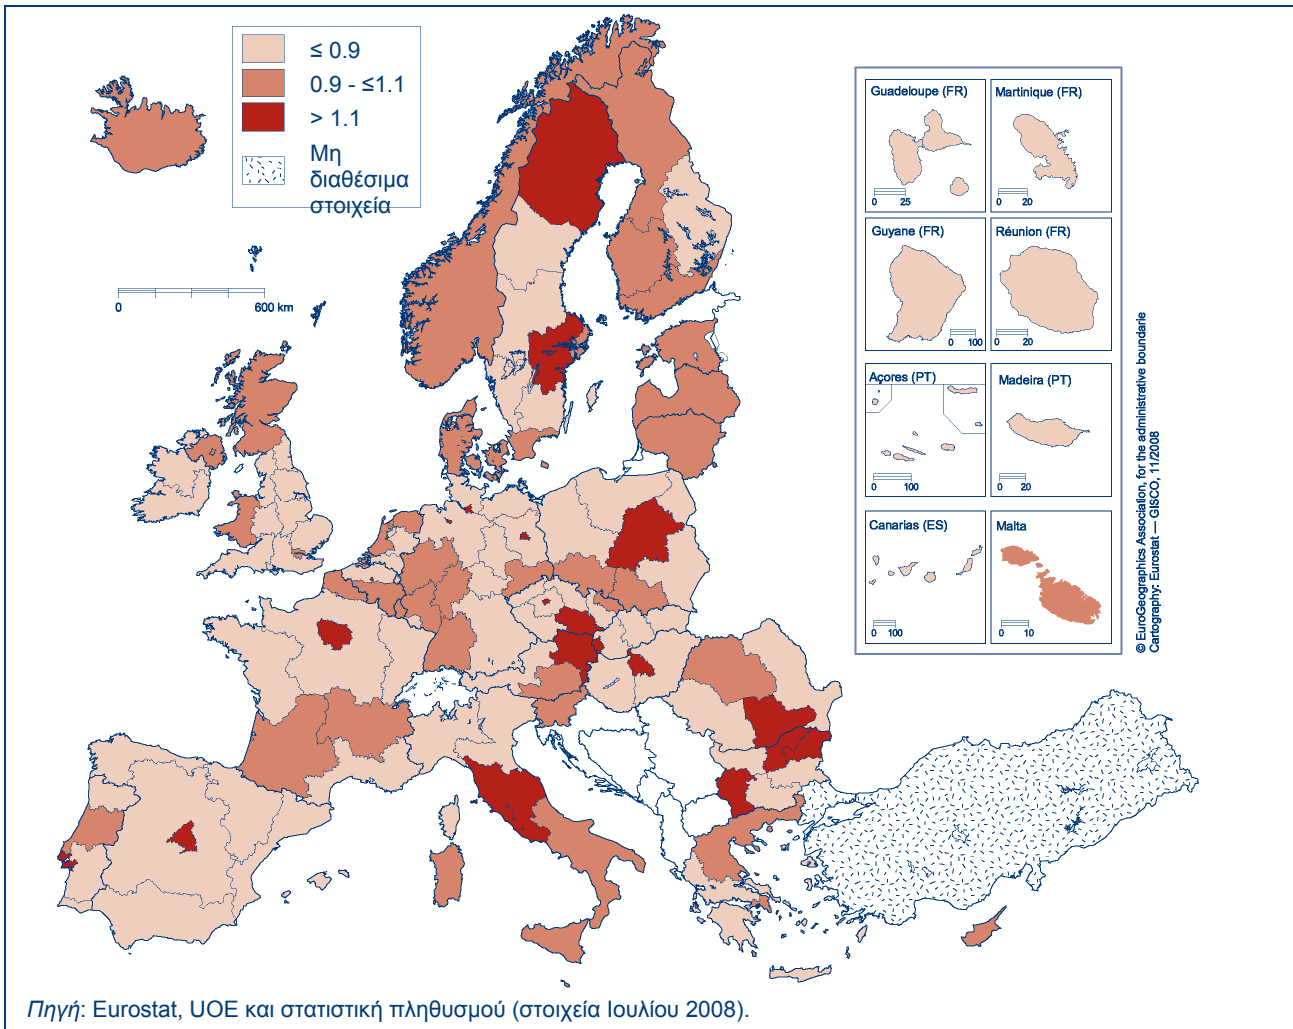 ≤ 0.9
0.9 - ≤1.1
> 1.1
Μη
διαθέσιμα
στοιχεία
0 600 km
Guadeloupe (FR)
0 25
Martinique (FR)
0 20
Guyane (FR)
0 100
Réunion (FR)
0 20
Açores (PT)
0 100
Madeira (PT)
0 20
Canarias (ES)
0 100
Malta
0 10
© EuroGeographics Association, for the administrative boundarie
Cartography: Eurostat — GISCO, 11/2008
Πηγή: Eurostat, UOE και στατιστική πληθυσμού (στοιχεία Ιουλίου 2008).